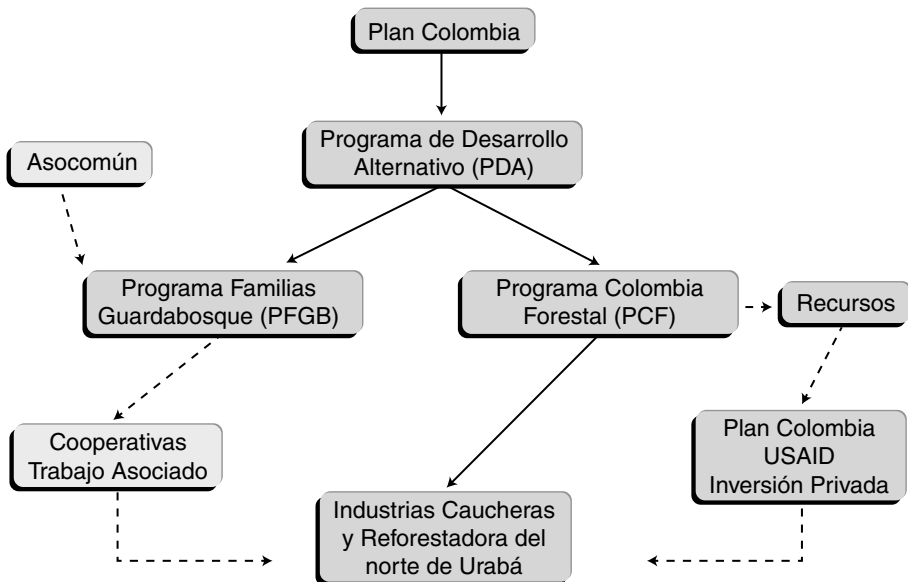 Plan Colombia
Programa de Desarrollo
Alternativo (PDA)
Asocomún
Programa Familias
Guardabosque (PFGB)
Programa Colombia
Forestal (PCF)
Recursos
Cooperativas
Trabajo Asociado
Plan Colombia
USAID
Inversión Privada
Industrias Caucheras
y Reforestadora del
norte de Urabá